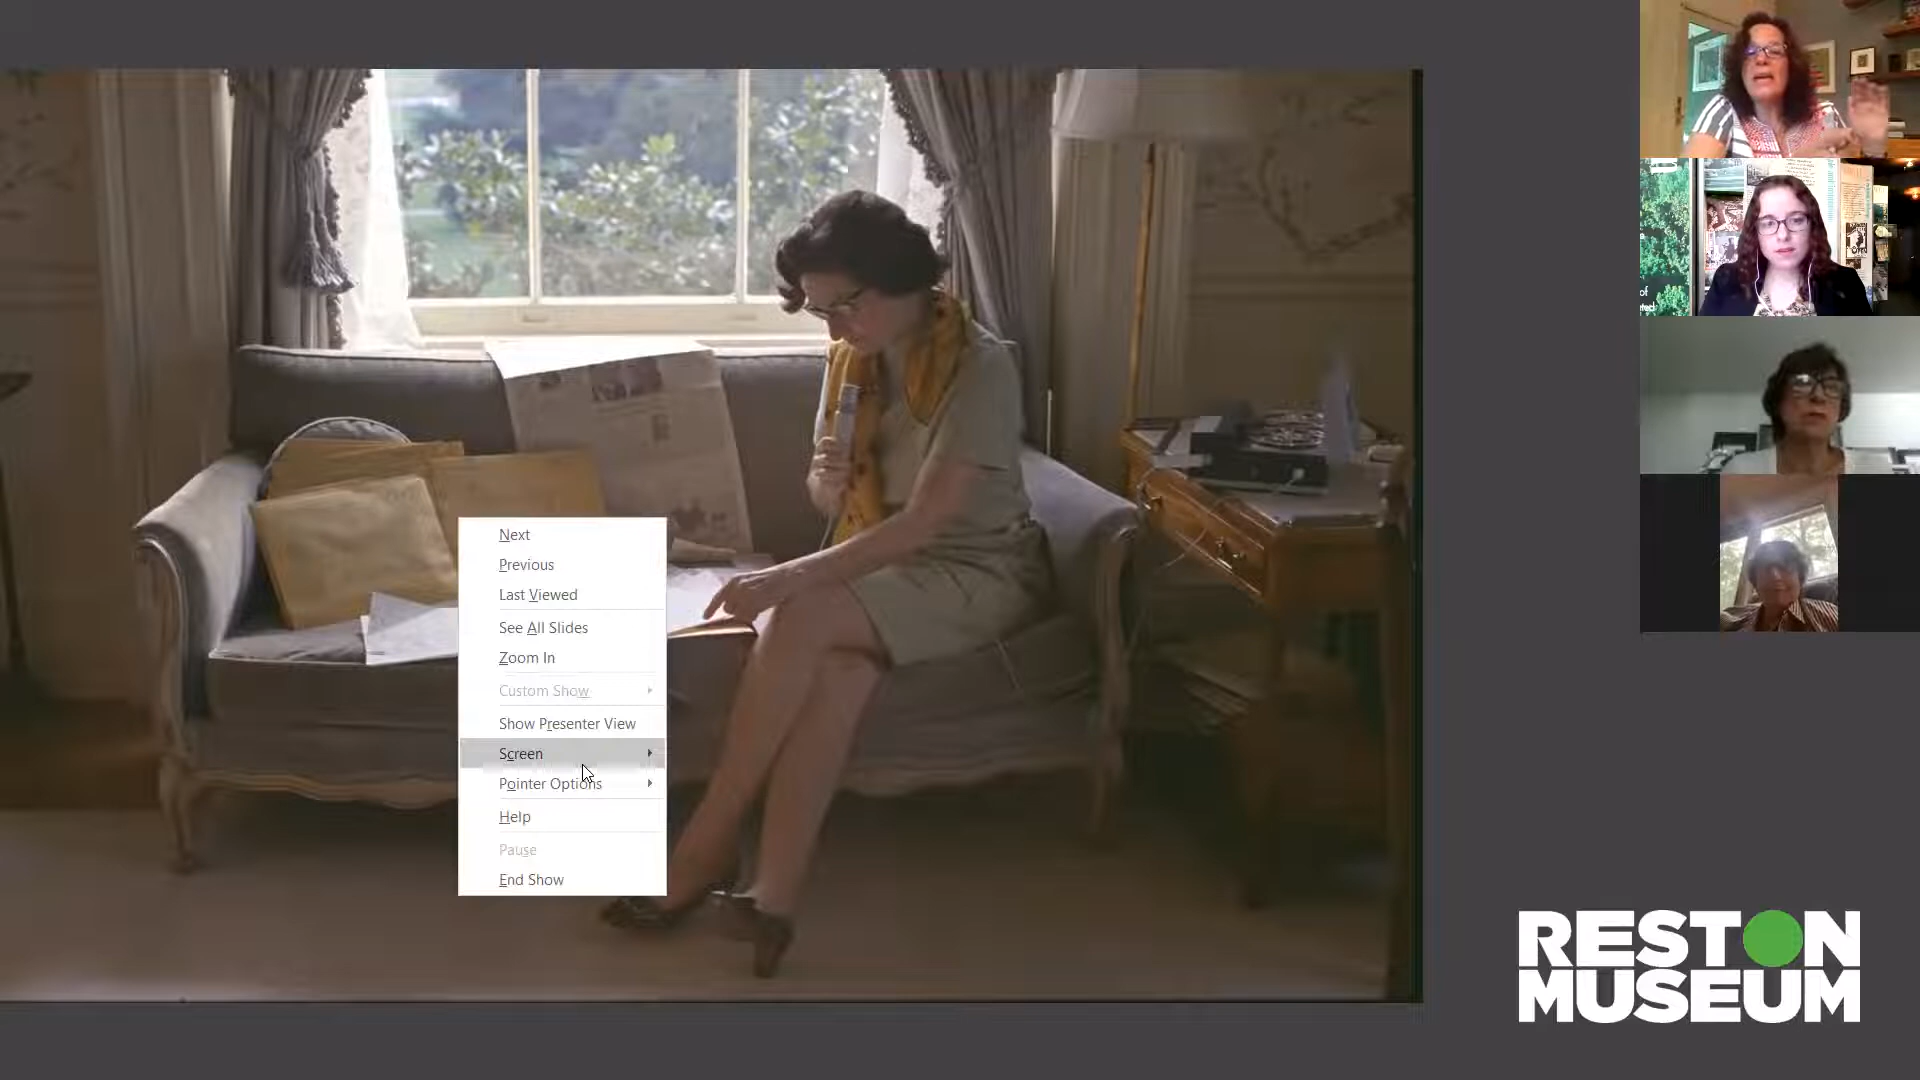 Next
Previous
Last Viewed
See All Slides
Zoom In
Custom Show
Show Presenter View
Screen
Pointer Options
Help
Pause
End Show
of
RESTON
MUSEUM